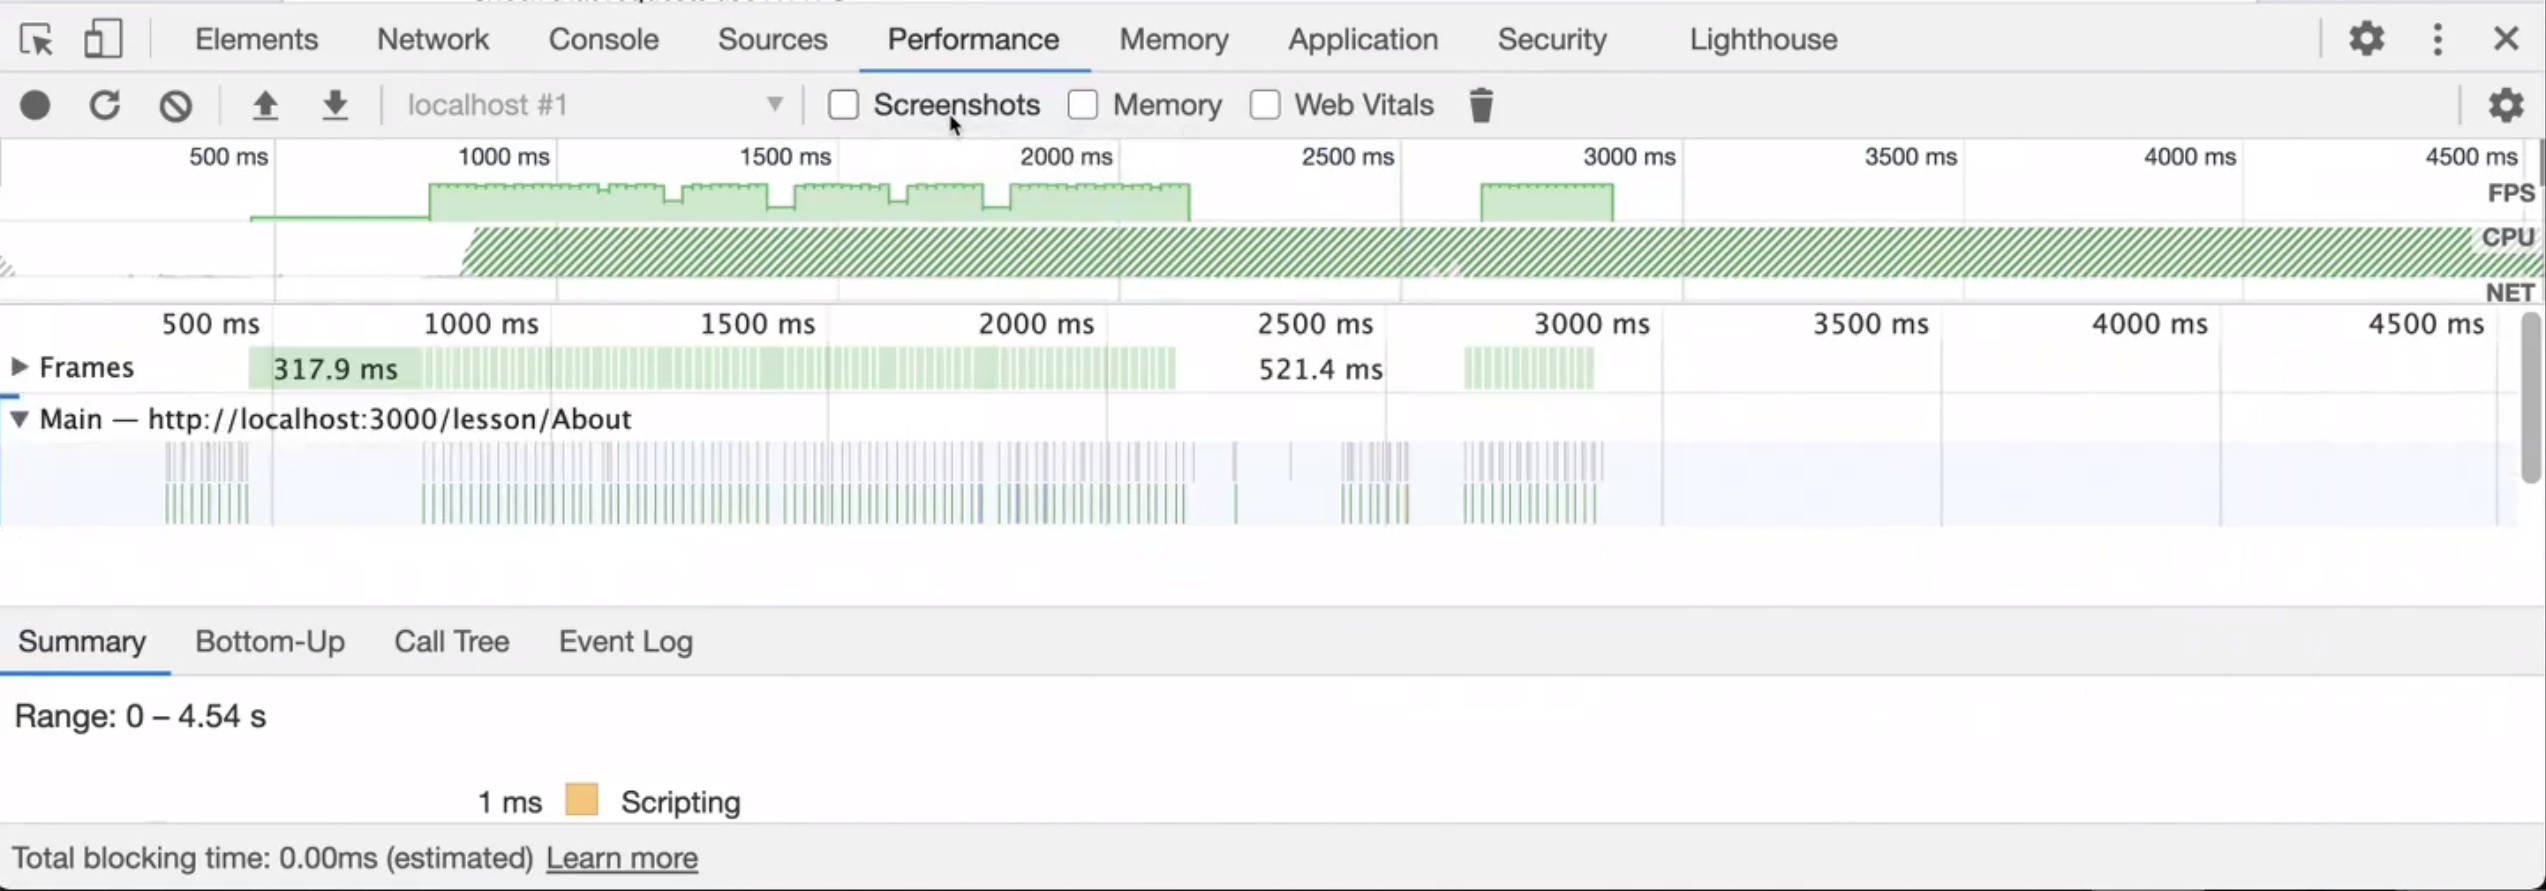 Elements Network Console Sources Performance Memory Application Security Lighthouse
localhost #1 Screenshots Memory Web Vitals
500 ms 1000 ms 1500 ms 2000 ms 2500 ms 3000 ms 3500 ms 4000 ms 4500 ms
FPS
CPU
NET
500 ms 1000 ms 1500 ms 2000 ms 2500 ms 3000 ms 3500 ms 4000 ms 4500 ms
Frames 317.9 ms 521.4 ms
Main — http://localhost:3000/lesson/About
Summary Bottom-Up Call Tree Event Log
Range: 0 – 4.54 s
1 ms Scripting
Total blocking time: 0.00ms (estimated) Learn more